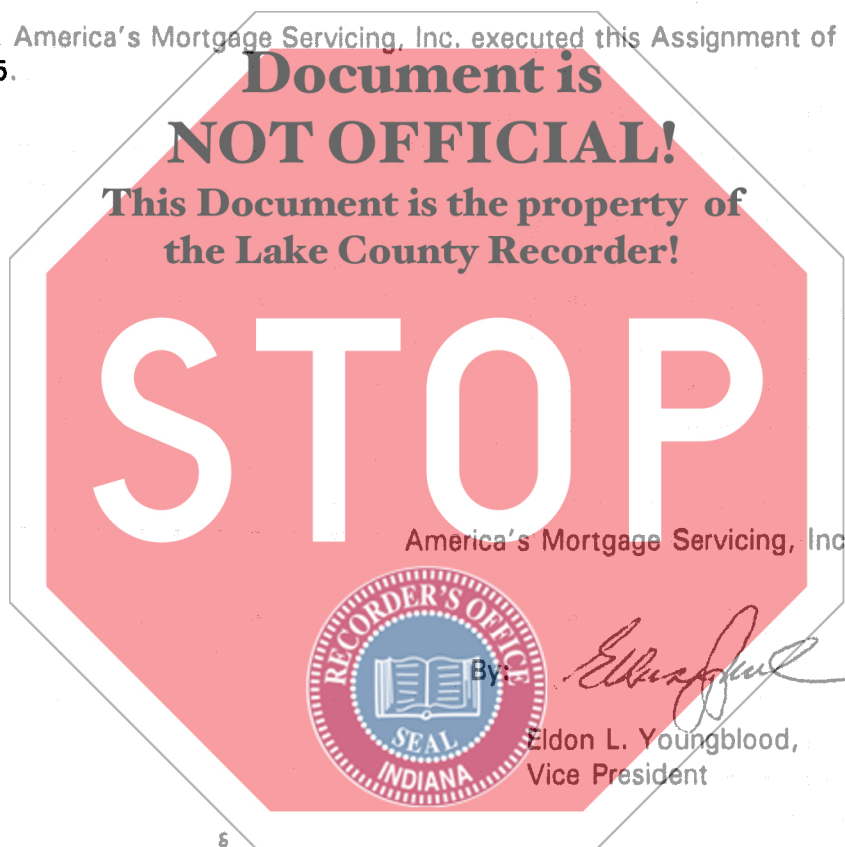 America's Mortgage Servicing, Inc. executed this Assignment of
5.
Document is
NOT OFFICIAL!
This Document is the property of
the Lake County Recorder!
STOP
America's Mortgage Servicing, Inc
RECORDER'S OFFICE
SEAL
INDIANA
By:
Eldon L. Youngblood,
Vice President
§